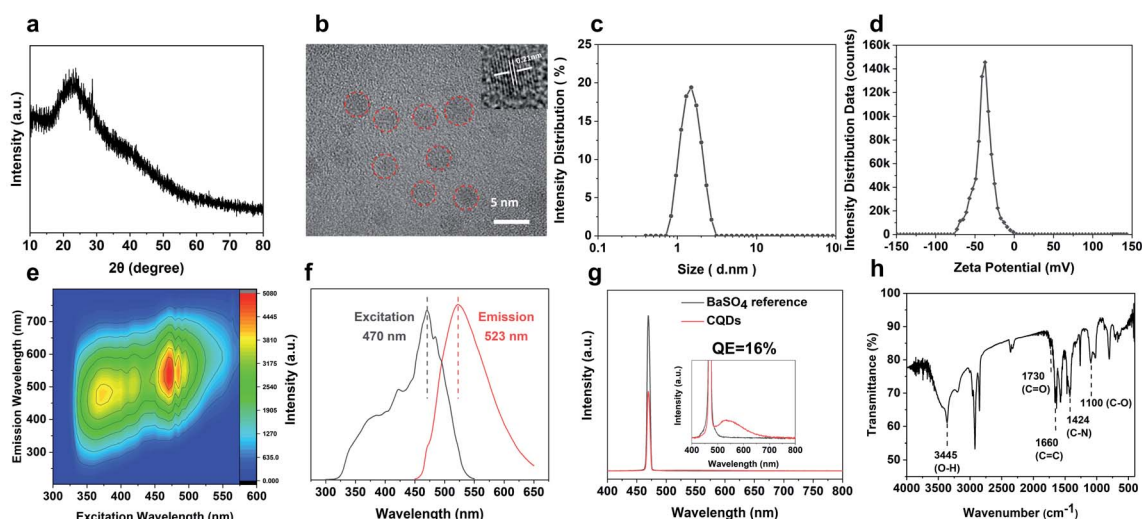 a
Intensity (a.u.)
10 20 30 40 50 60 70 80
2θ (degree)
b
0.21nm
5 nm
c
Intensity Distribution ( % )
25
20
15
10
5
0
0.1 1 10 100
Size ( d.nm )
d
Intensity Distribution Data (counts)
160k
140k
120k
100k
80k
60k
40k
20k
0
-150 -100 -50 0 50 100 150
Zeta Potential (mV)
e
Emission Wavelength (nm)
700
600
500
400
300
200
300 350 400 450 500 550 600
Excitation Wavelength (nm)
5080
4445
3810
3175
2540
1905
1270
635.0
0.000
f
Intensity (a.u.)
Excitation
470 nm
Emission
523 nm
300 350 400 450 500 550 600 650
Wavelength (nm)
g
Intensity (a.u.)
BaSO4 reference
CQDs
QE=16%
Intensity (a.u.)
400 500 600 700 800
Wavelength (nm)
400 450 500 550 600 650 700 750 800
Wavelength (nm)
h
Transmittance (%)
100
90
80
70
60
50
3445
(O-H)
1730
(C=O)
1660
(C=C)
1424
(C-N)
1100 (C-O)
4000 3500 3000 2500 2000 1500 1000 500
Wavenumber (cm-1)